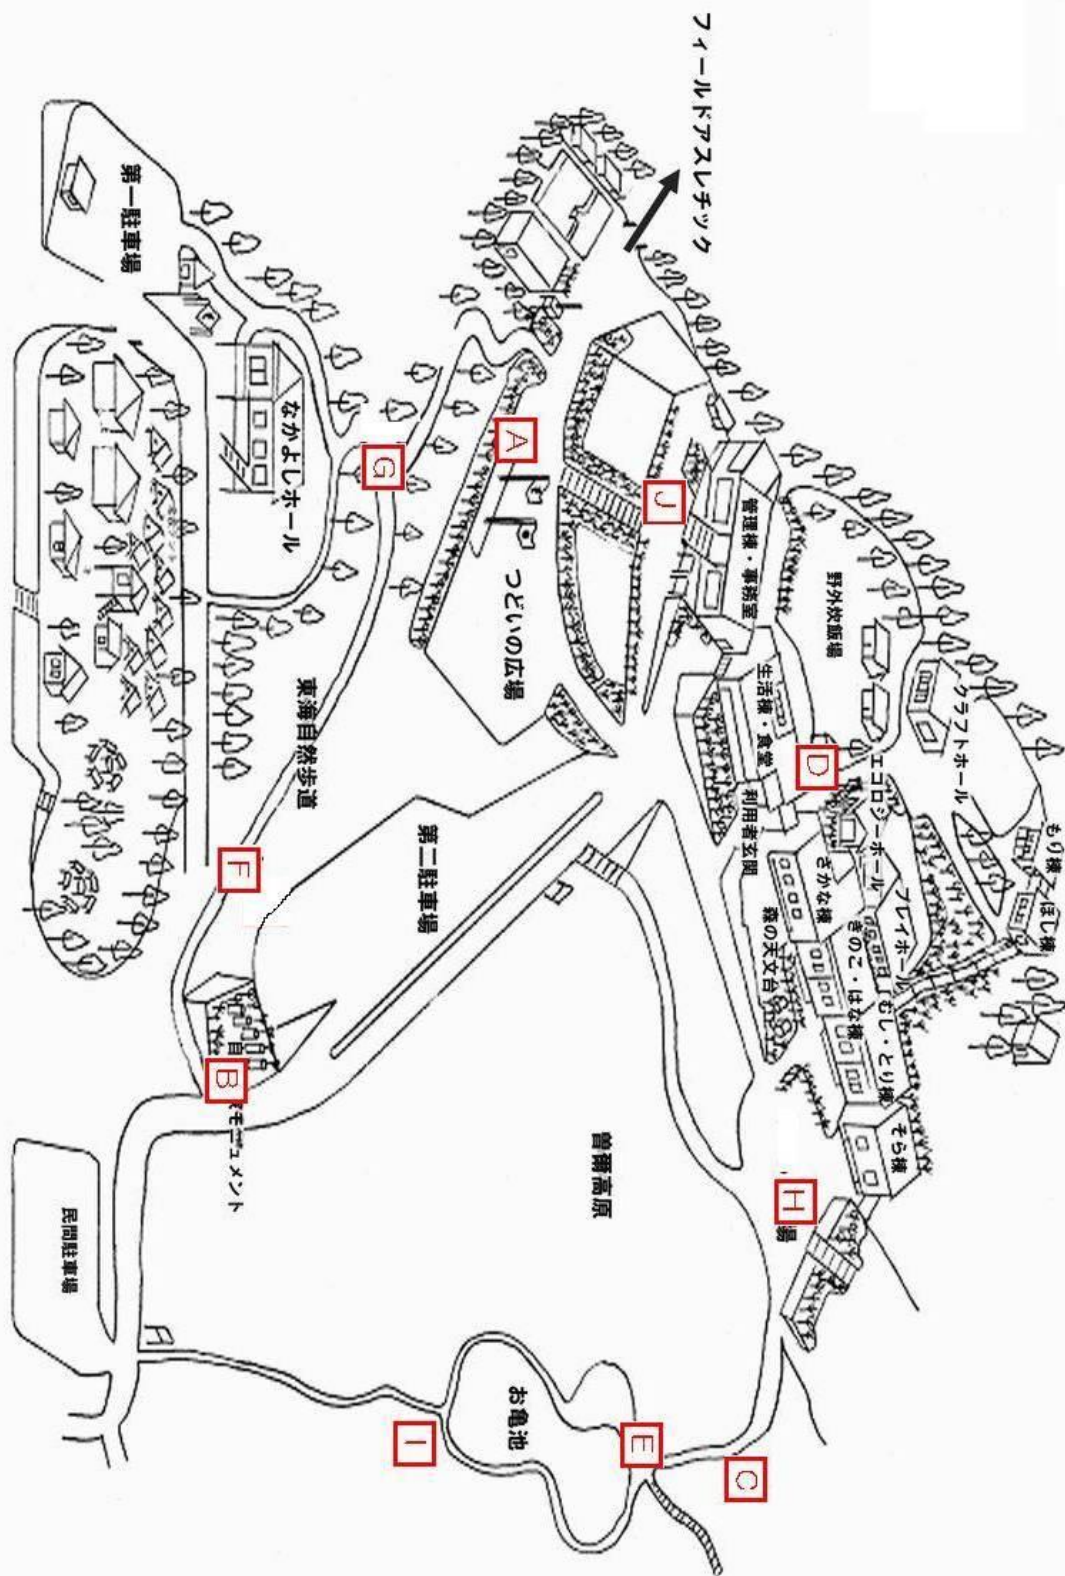 フィールドアスレチック
第一駐車場
なかよしホール
A
G
つどいの広場
J
管理棟・事務室
野外炊飯場
クラフトホール
生活棟・食堂
D
利用者玄関
エコロジーホール
プレイホール
もり棟
ほし棟
さかな棟
きのこ・はな棟
むし・とり棟
森の天文台
そら棟
東海自然歩道
第二駐車場
F
B
自
モニュメント
曽爾高原
H
場
民間駐車場
お亀池
I
E
C